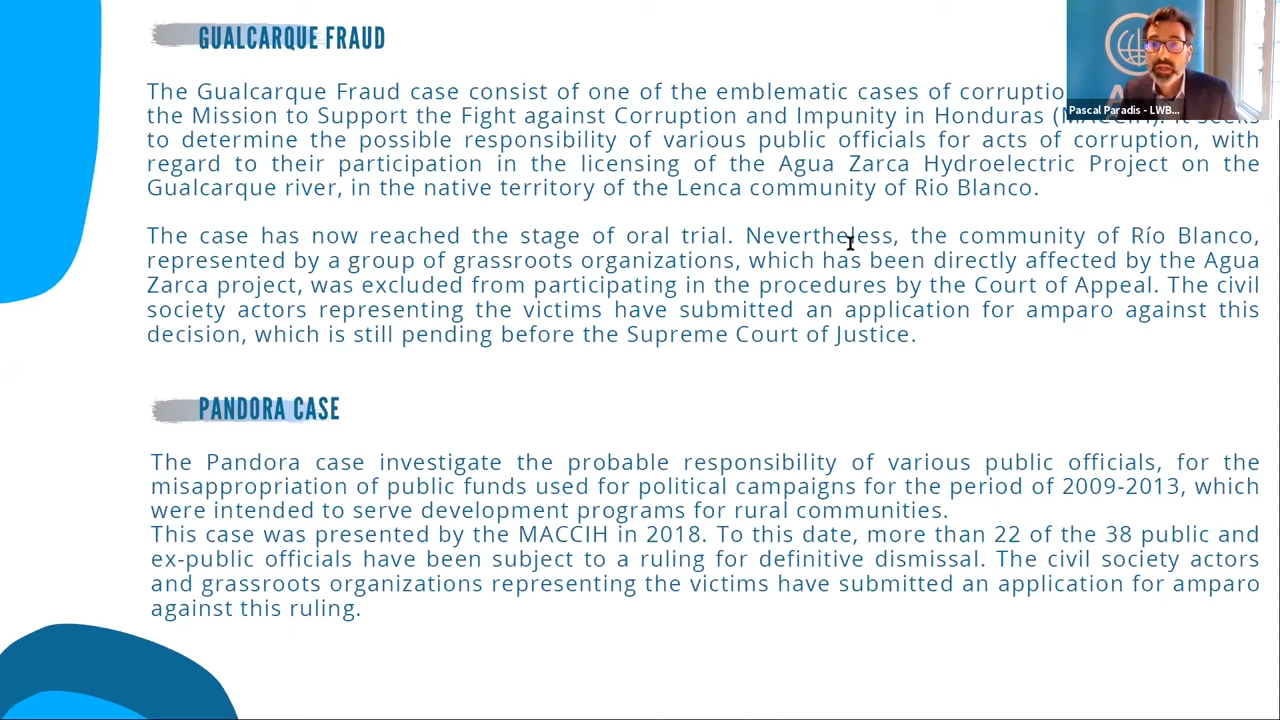 GUALCARQUE FRAUD
The Gualcarque Fraud case consist of one of the emblematic cases of
the Mission to Support the Fight against Corruption and Impunity in Honduras
to determine the possible responsibility of various public officials for acts of corruption, with
regard to their participation in the licensing of the Agua Zarca Hydroelectric Project on the
Gualcarque river, in the native territory of the Lenca community of Rio Blanco.
The case has now reached the stage of oral trial. Nevertheless, the community of Río Blanco,
represented by a group of grassroots organizations, which has been directly affected by the Agua
Zarca project, was excluded from participating in the procedures by the Court of Appeal. The civil
society actors representing the victims have submitted an application for amparo against this
decision, which is still pending before the Supreme Court of Justice.
PANDORA CASE
The Pandora case investigate the probable responsibility of various public officials, for the
misappropriation of public funds used for political campaigns for the period of 2009-2013, which
were intended to serve development programs for rural communities.
This case was presented by the MACCIH in 2018. To this date, more than 22 of the 38 public and
ex-public officials have been subject to a ruling for definitive dismissal. The civil society actors
and grassroots organizations representing the victims have submitted an application for amparo
against this ruling.
Pascal Paradis - LWB...